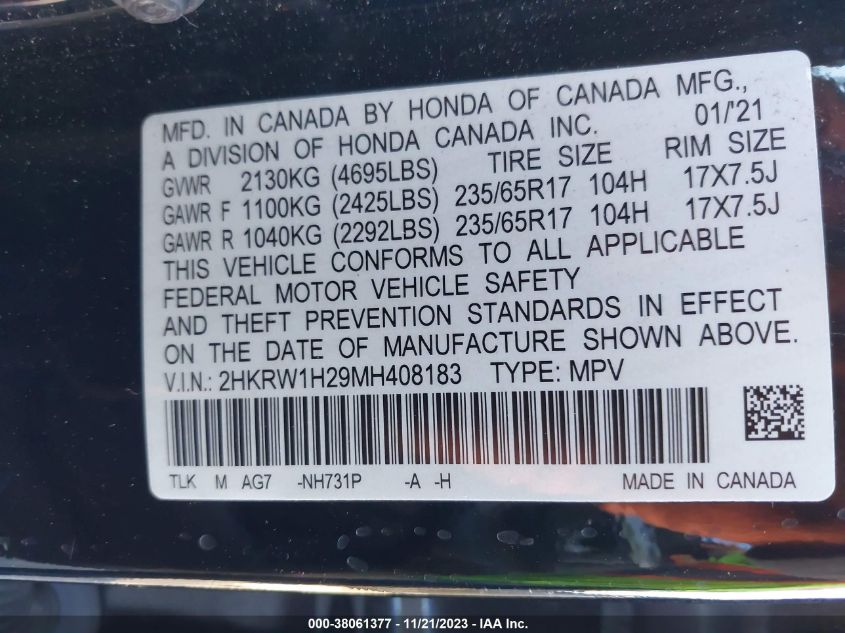 MFD. IN CANADA BY HONDA OF CANADA MFG.,
A DIVISION OF HONDA CANADA INC. 01/'21
GVWR 2130KG (4695LBS) TIRE SIZE RIM SIZE
GAWR F 1100KG (2425LBS) 235/65R17 104H 17X7.5J
GAWR R 1040KG (2292LBS) 235/65R17 104H 17X7.5J
THIS VEHICLE CONFORMS TO ALL APPLICABLE
FEDERAL MOTOR VEHICLE SAFETY
AND THEFT PREVENTION STANDARDS IN EFFECT
ON THE DATE OF MANUFACTURE SHOWN ABOVE.
V.I.N.: 2HKRW1H29MH408183 TYPE: MPV
TLK M AG7 -NH731P -A -H MADE IN CANADA
000-38061377 - 11/21/2023 - IAA Inc.